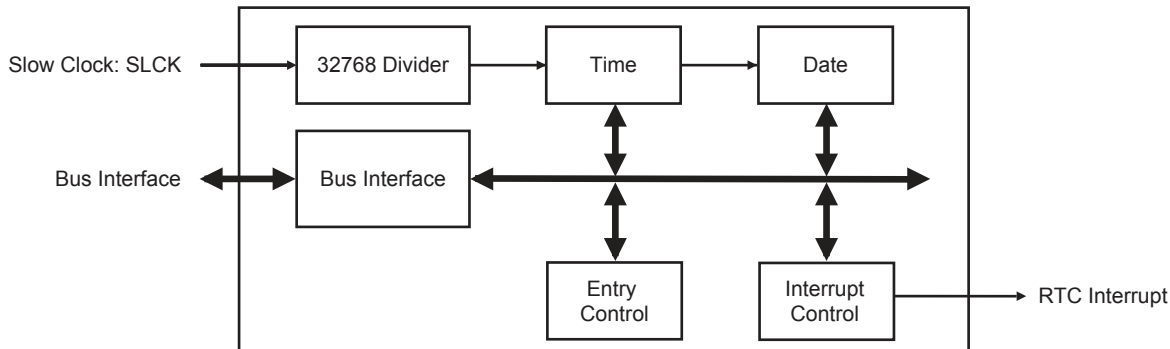 Slow Clock: SLCK
32768 Divider
Time
Date
Bus Interface
Bus Interface
Entry
Control
Interrupt
Control
RTC Interrupt